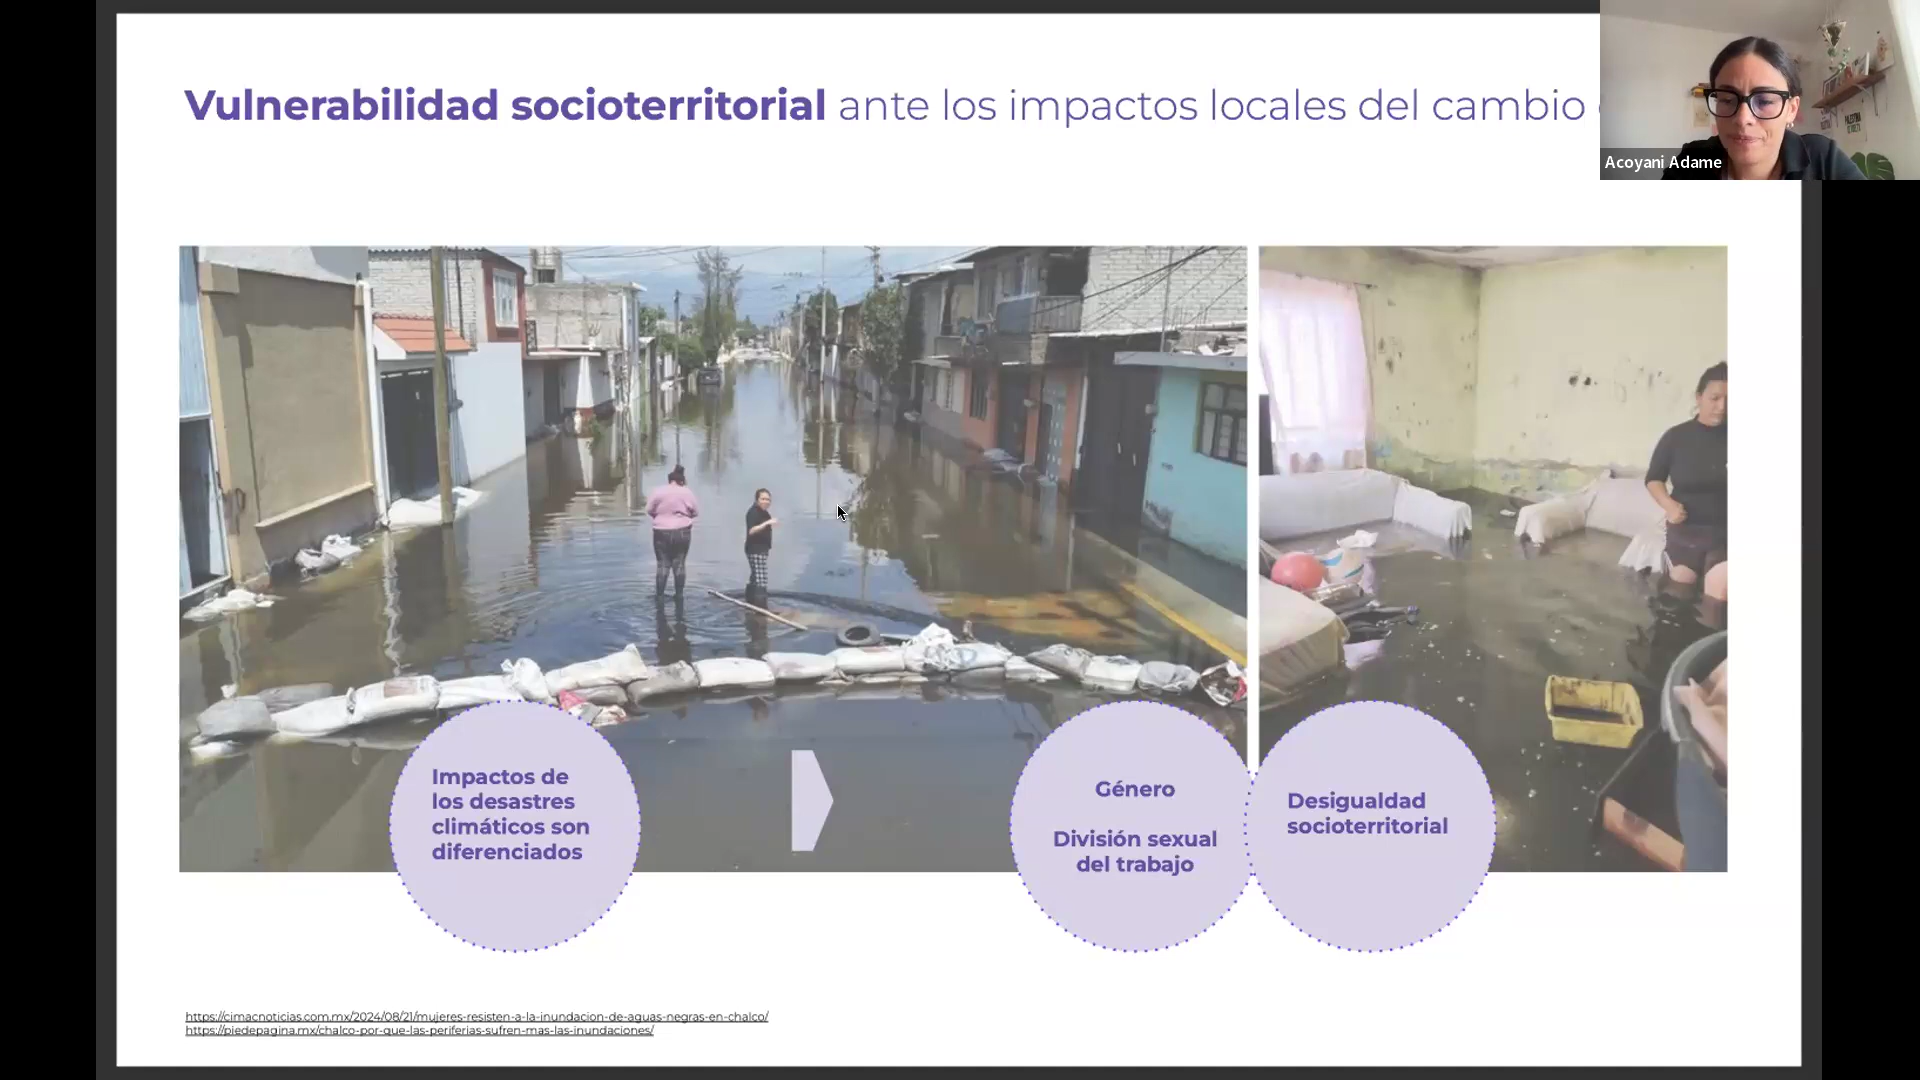 Vulnerabilidad socioterritorial ante los impactos locales del cambio
Acoyani Adame
Impactos de
los desastres
climáticos son
diferenciados
Género
División sexual
del trabajo
Desigualdad
socioterritorial
https://cimacnoticias.com.mx/2024/08/21/mujeres-resisten-a-la-inundacion-de-aguas-negras-en-chalco/
https://piedepagina.mx/chalco-por-que-las-periferias-sufren-mas-las-inundaciones/